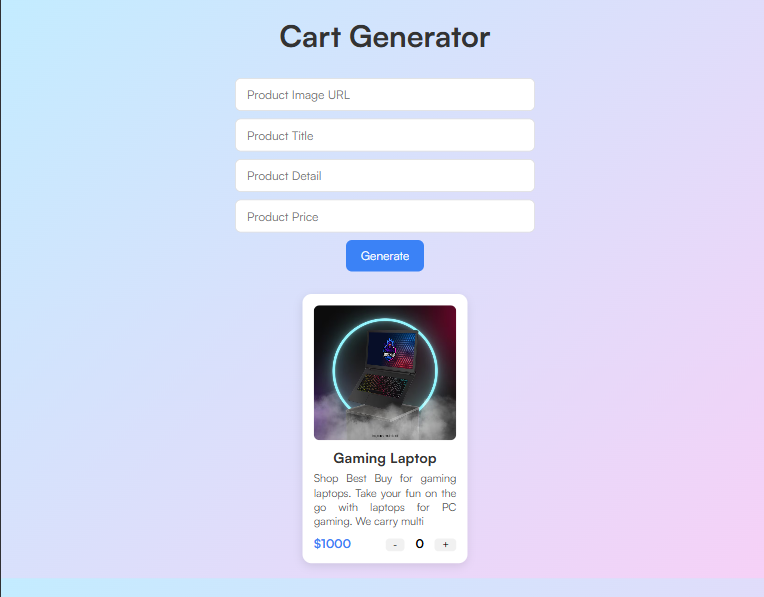 Cart Generator
Product Image URL
Product Title
Product Detail
Product Price
Generate
Gaming Laptop
Shop Best Buy for gaming
laptops. Take your fun on the
go with laptops for PC
gaming. We carry multi
$1000 - 0 +